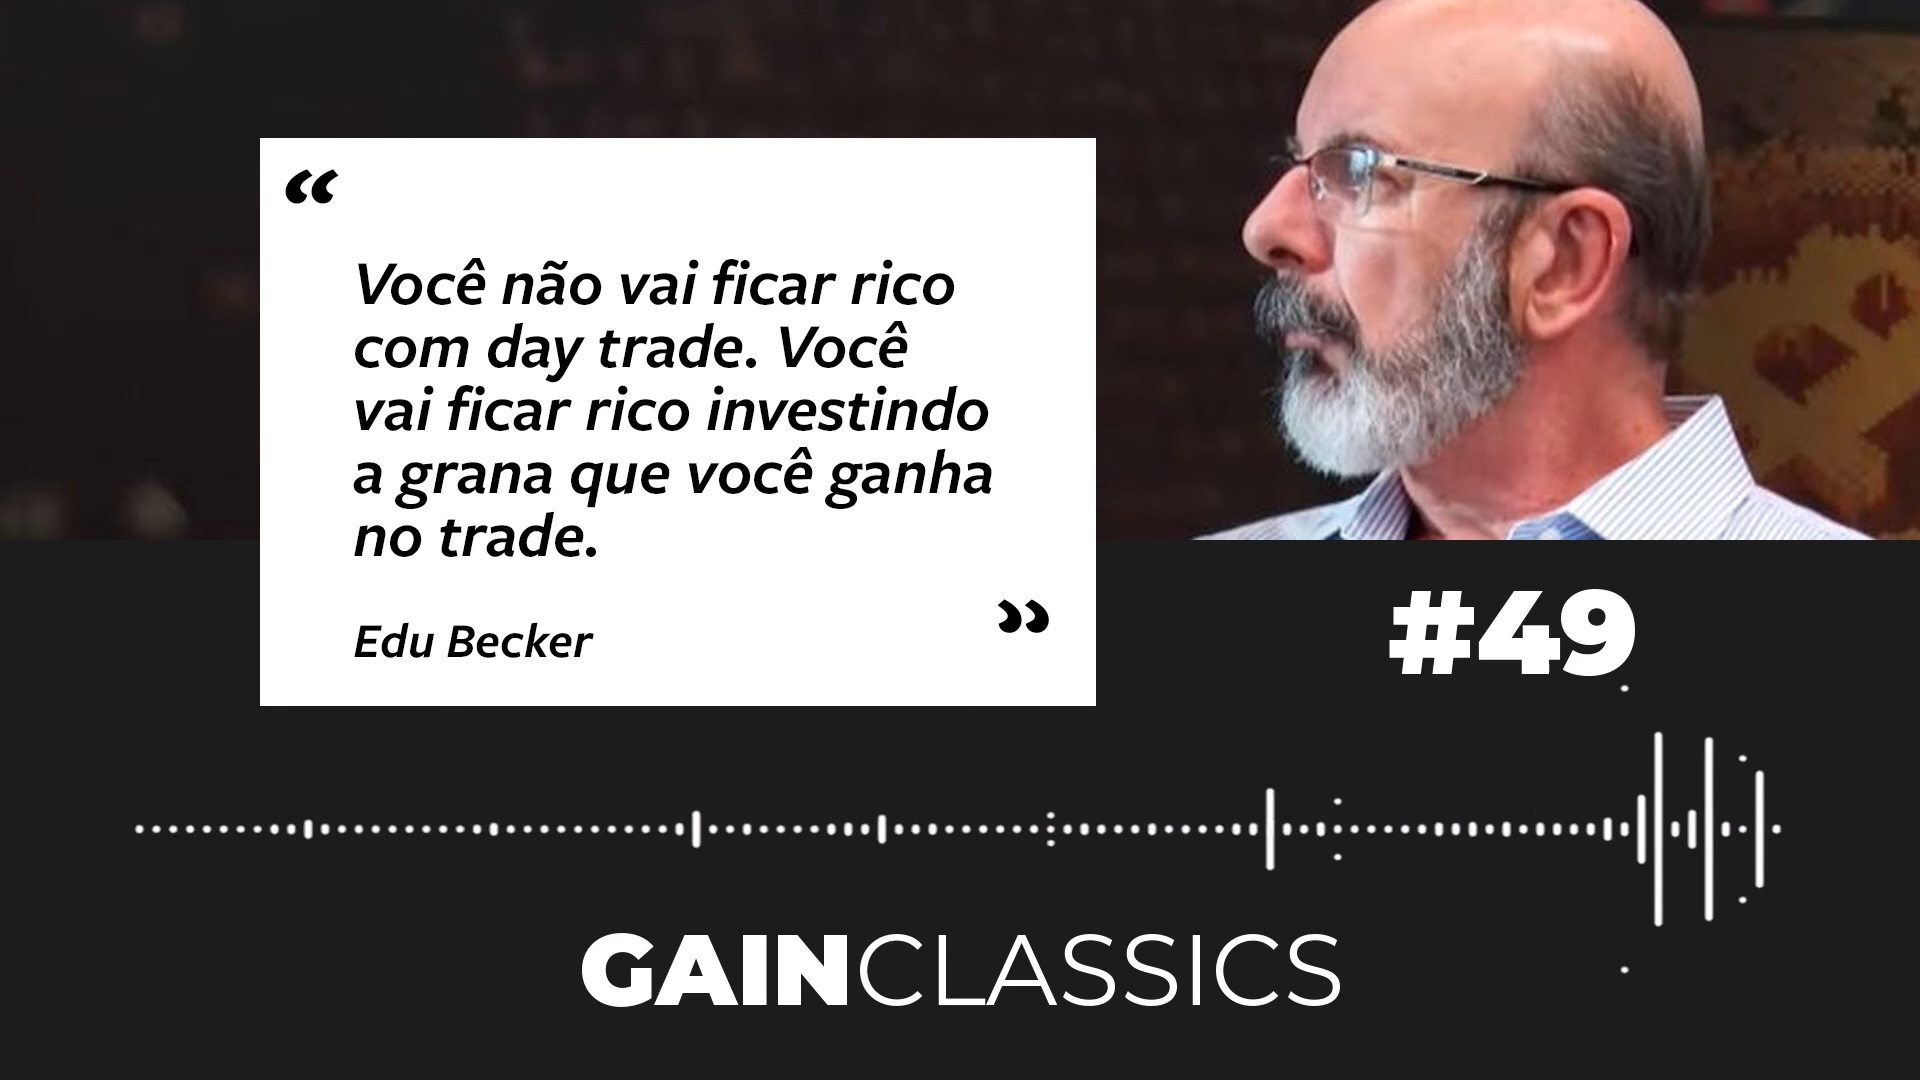 “
Você não vai ficar rico
com day trade. Você
vai ficar rico investindo
a grana que você ganha
no trade.
”
Edu Becker
#49
GAINCLASSICS